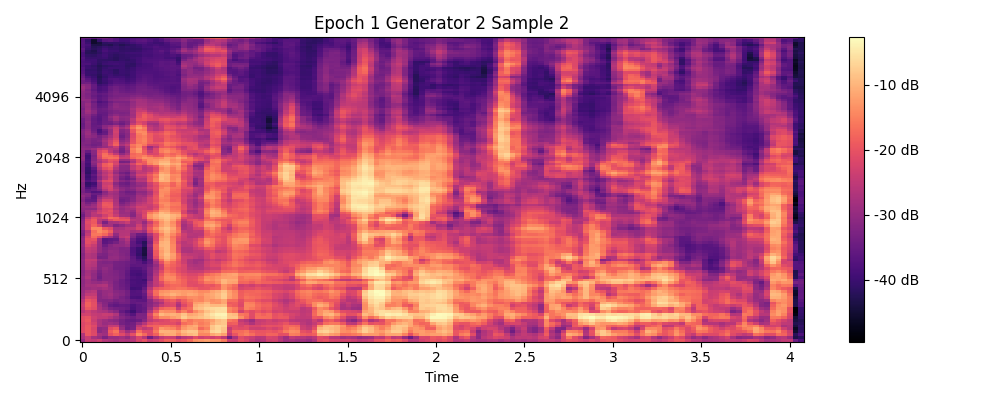 Epoch 1 Generator 2 Sample 2
Hz
4096
2048
1024
512
0
0 0.5 1 1.5 2 2.5 3 3.5 4
Time
-10 dB
-20 dB
-30 dB
-40 dB